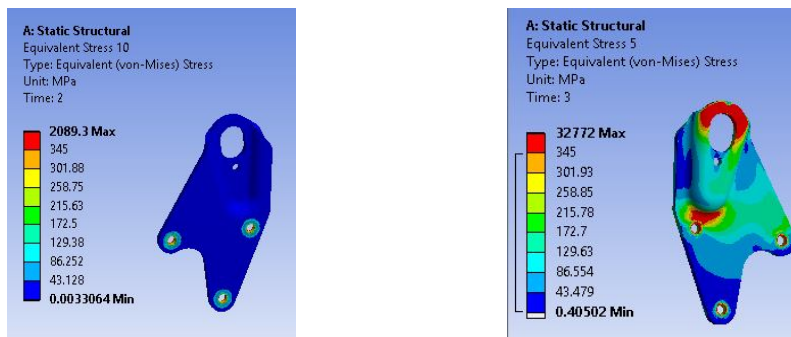 A: Static Structural
Equivalent Stress 10
Type: Equivalent (von-Mises) Stress
Unit: MPa
Time: 2
2089.3 Max
345
301.88
258.75
215.63
172.5
129.38
86.252
43.128
0.0033064 Min
A: Static Structural
Equivalent Stress 5
Type: Equivalent (von-Mises) Stress
Unit: MPa
Time: 3
32772 Max
345
301.93
258.85
215.78
172.7
129.63
86.554
43.479
0.40502 Min